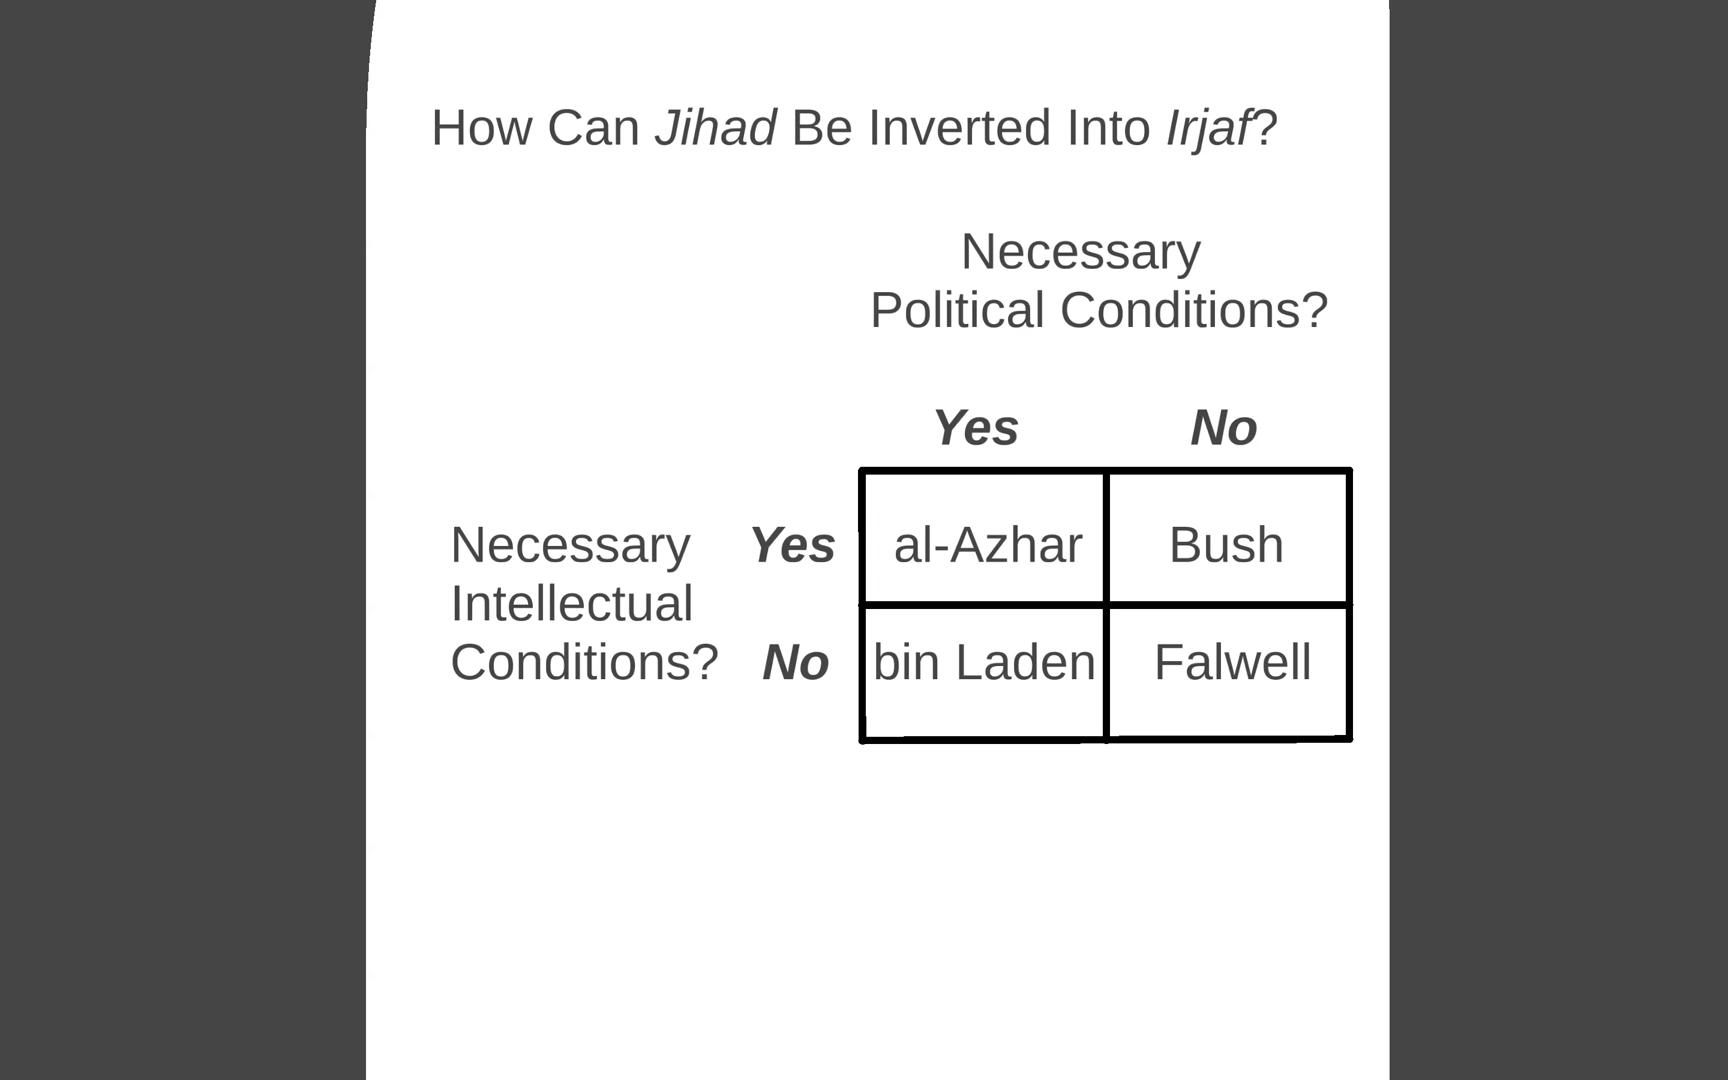 How Can Jihad Be Inverted Into Irjaf?
Necessary
Political Conditions?
Yes No
Necessary Yes al-Azhar Bush
Intellectual
Conditions? No bin Laden Falwell